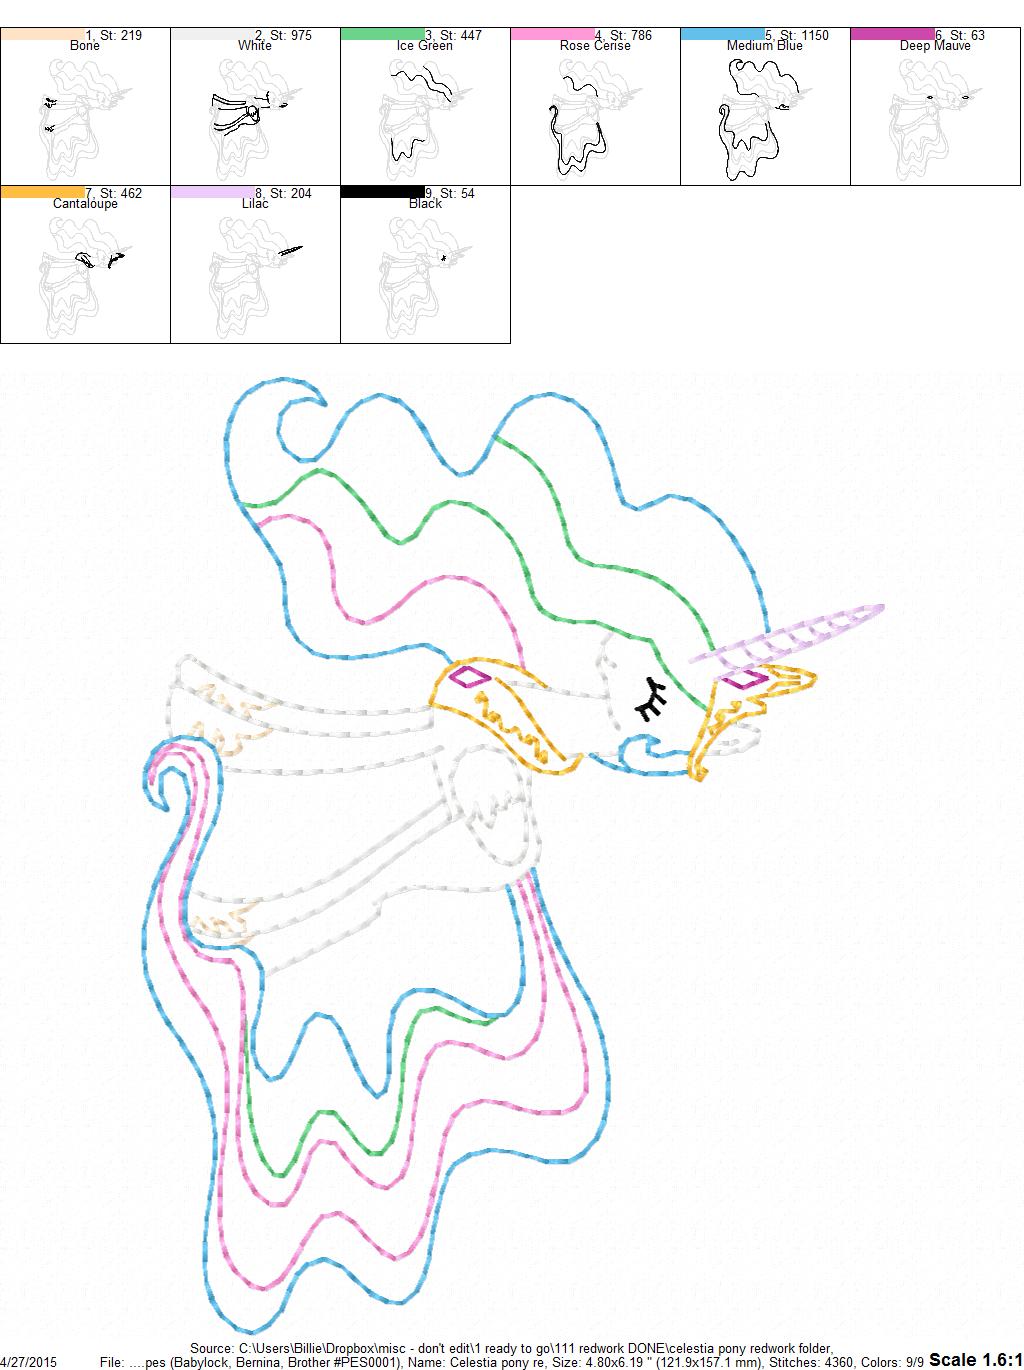 1, St: 219
Bone
2, St: 975
White
3, St: 447
Ice Green
4, St: 786
Rose Cerise
5, St: 1150
Medium Blue
6, St: 63
Deep Mauve
7, St: 462
Cantaloupe
8, St: 204
Lilac
9, St: 54
Black
Source: C:\Users\Billie\Dropbox\misc - don't edit\1 ready to go\111 redwork folder DONE\celestia pony redwork folder,
4/27/2015 File: ....pes (Babylock, Bernina, Brother #PES0001), Name: Celestia pony re, Size: 4.80x6.19 " (121.9x157.1 mm), Stitches: 4360, Colors: 9/9 Scale 1.6:1